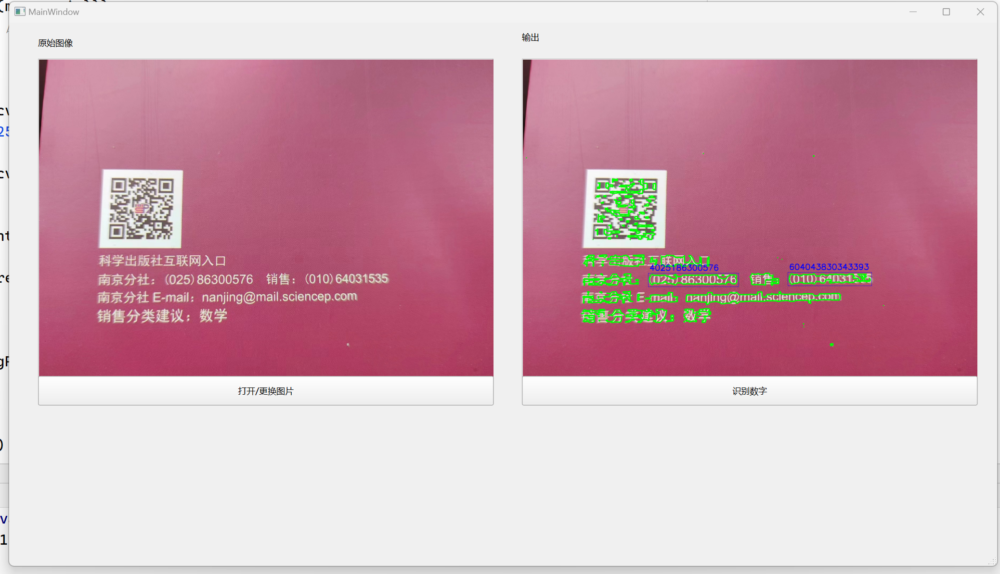 MainWindow
原始图像
输出
科学出版社互联网入口
南京分社：(025)86300576 销售：(010)64031535
南京分社 E-mail：nanjing@mail.sciencep.com
销售分类建议：数学
科学出版社互联网入口
4025186300576 604043830343393
南京分社：(025)86300576 销售：(010)64031535
南京分社 E-mail：nanjing@mail.sciencep.com
销售分类建议：数学
打开/更换图片
识别数字